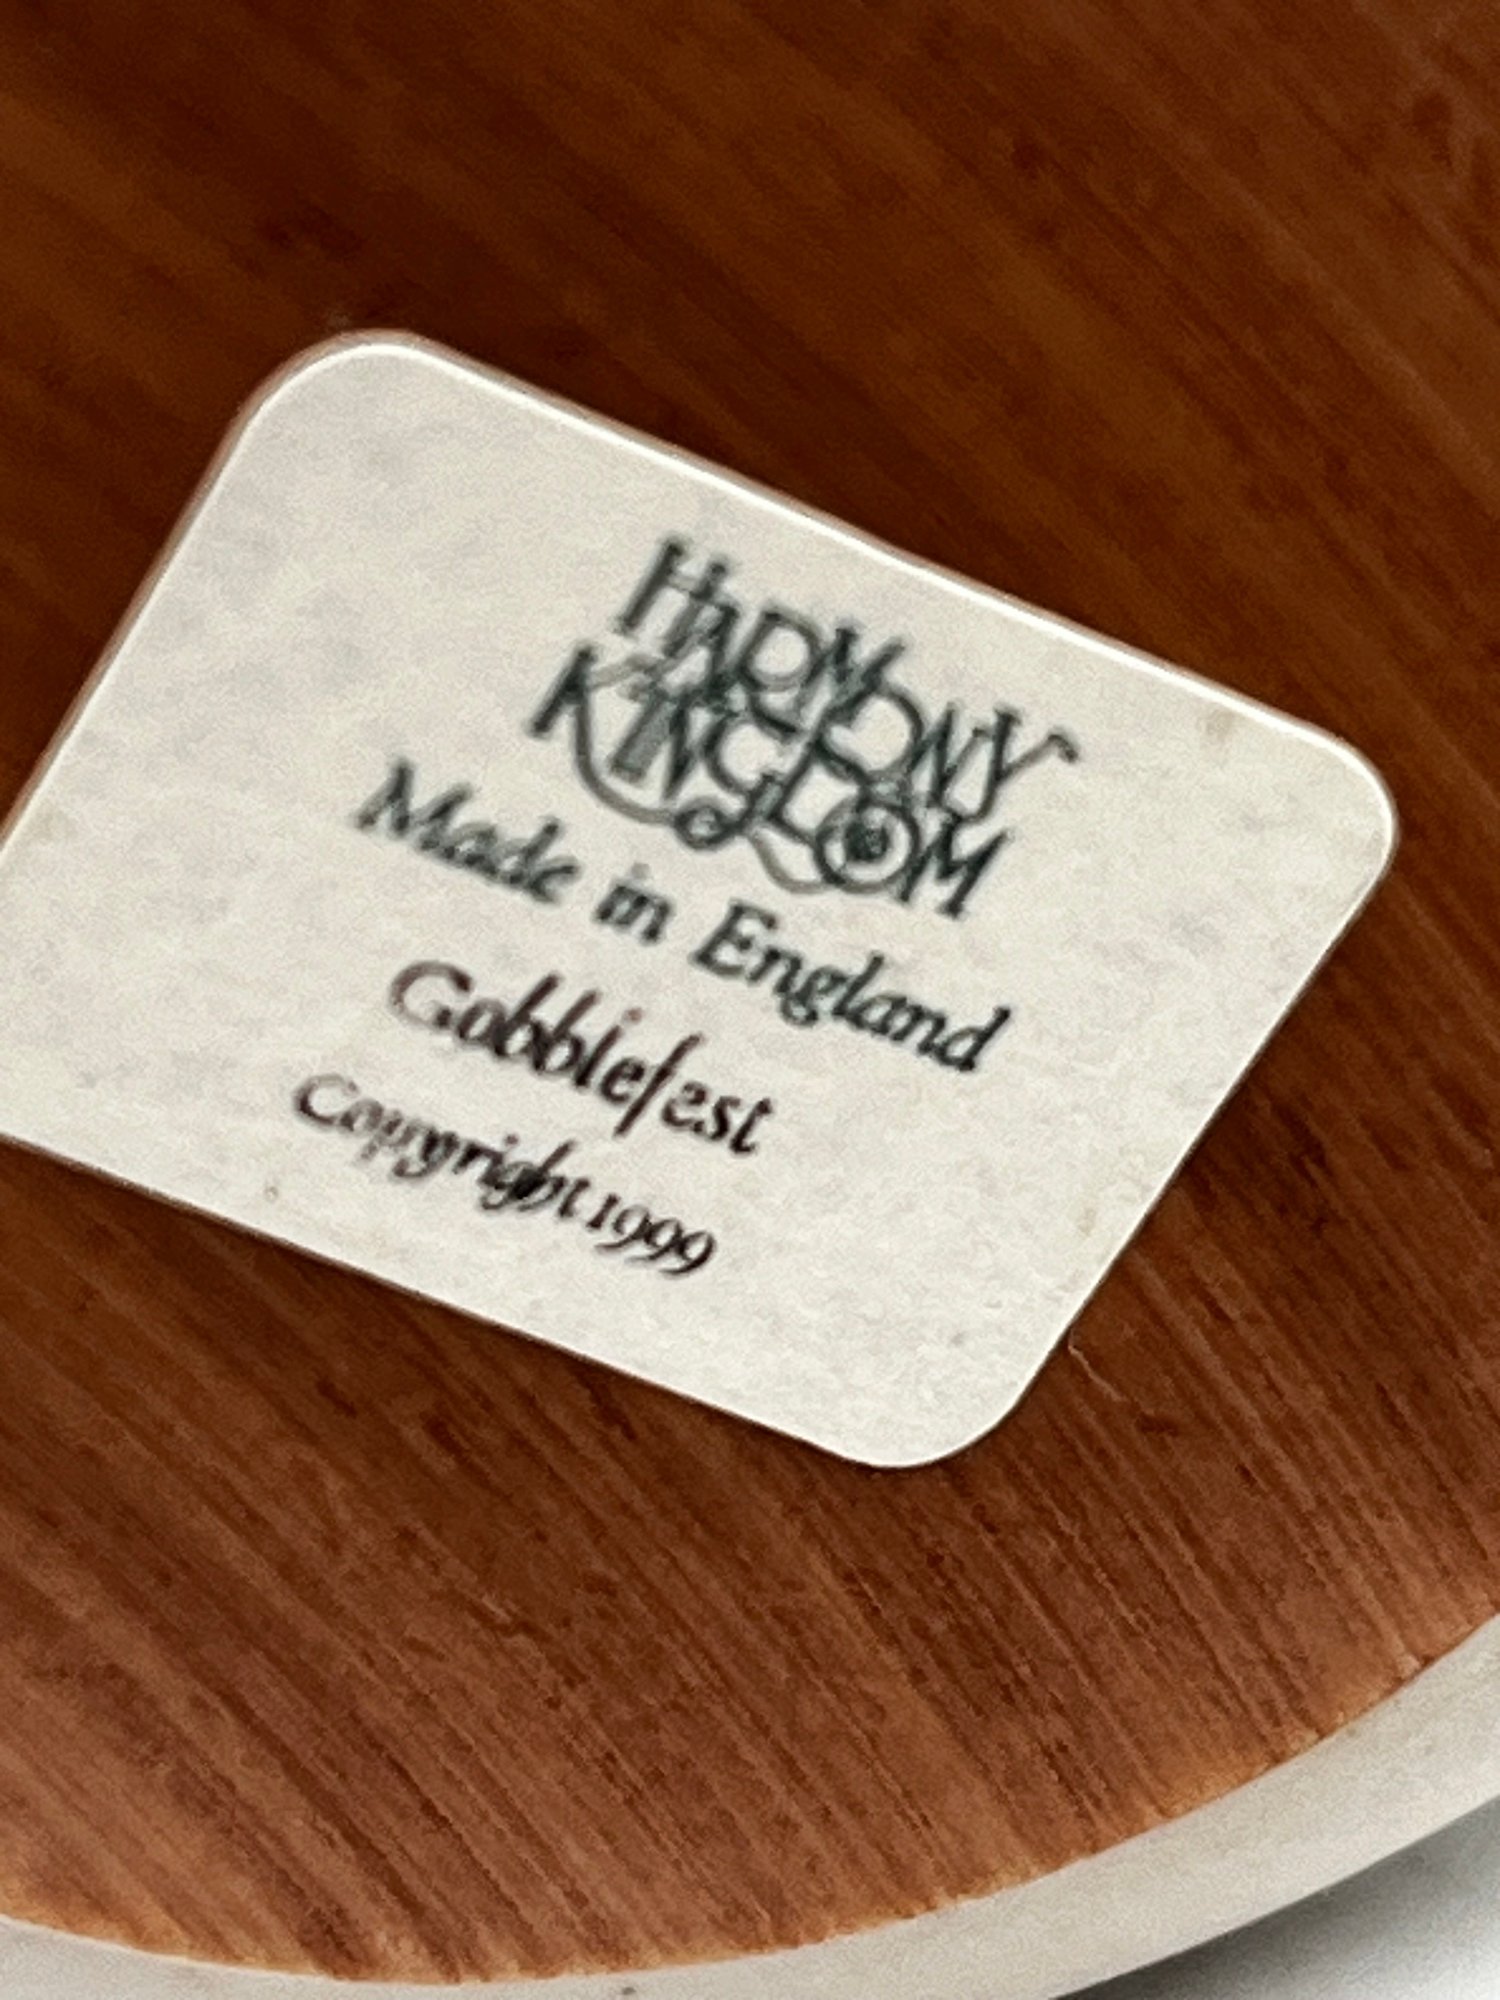 HARMONY
KINGDOM
Made in England
Gobblefest
Copyright 1999